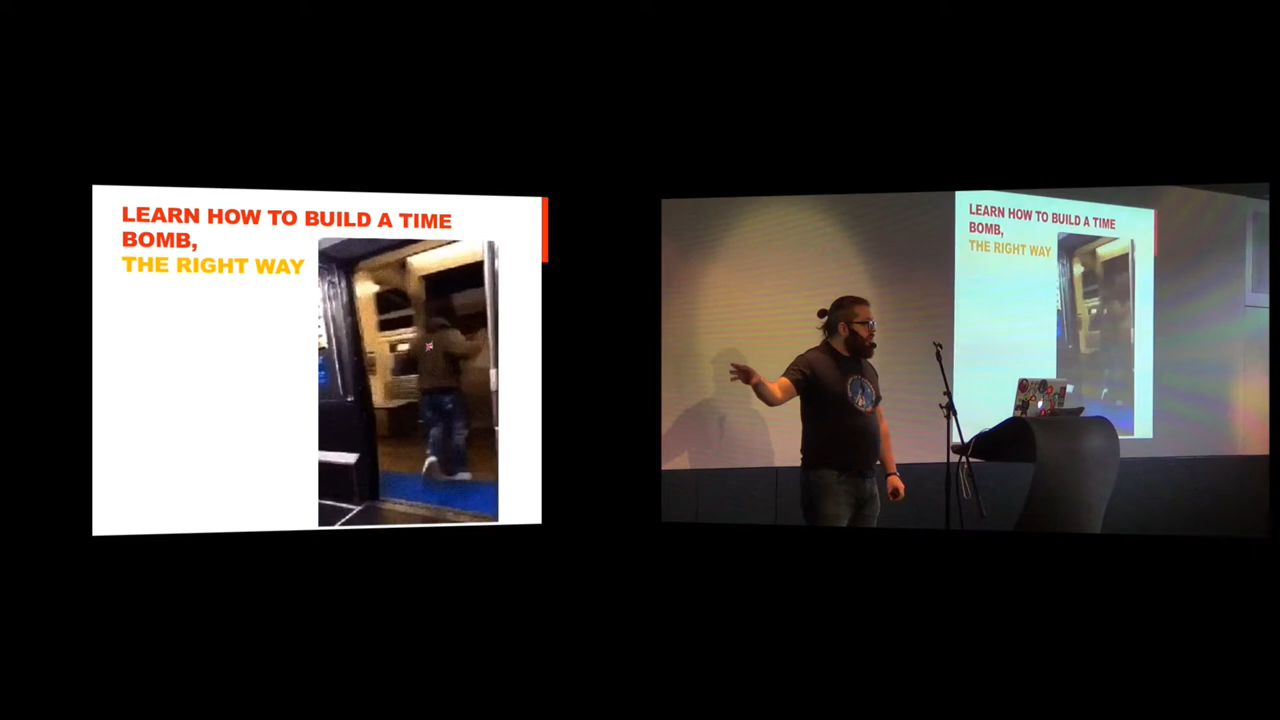 LEARN HOW TO BUILD A TIME
BOMB,
THE RIGHT WAY
LEARN HOW TO BUILD A TIME
BOMB,
THE RIGHT WAY